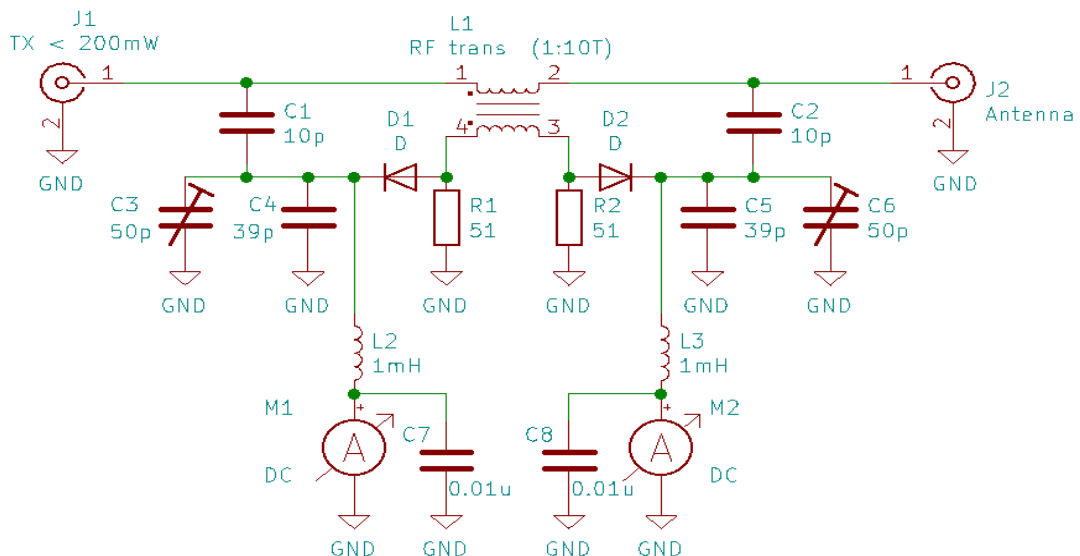 J1
TX < 200mW
1
2
GND
C1
10p
L1
RF trans (1:10T)
1
2
4
3
D1
D
D2
D
C2
10p
1
2
J2
Antenna
GND
C3
50p
GND
C4
39p
GND
R1
51
GND
R2
51
GND
C5
39p
GND
C6
50p
GND
L2
1mH
L3
1mH
M1
+
A
DC
GND
C7
0.01u
GND
C8
0.01u
GND
+
A
M2
DC
GND